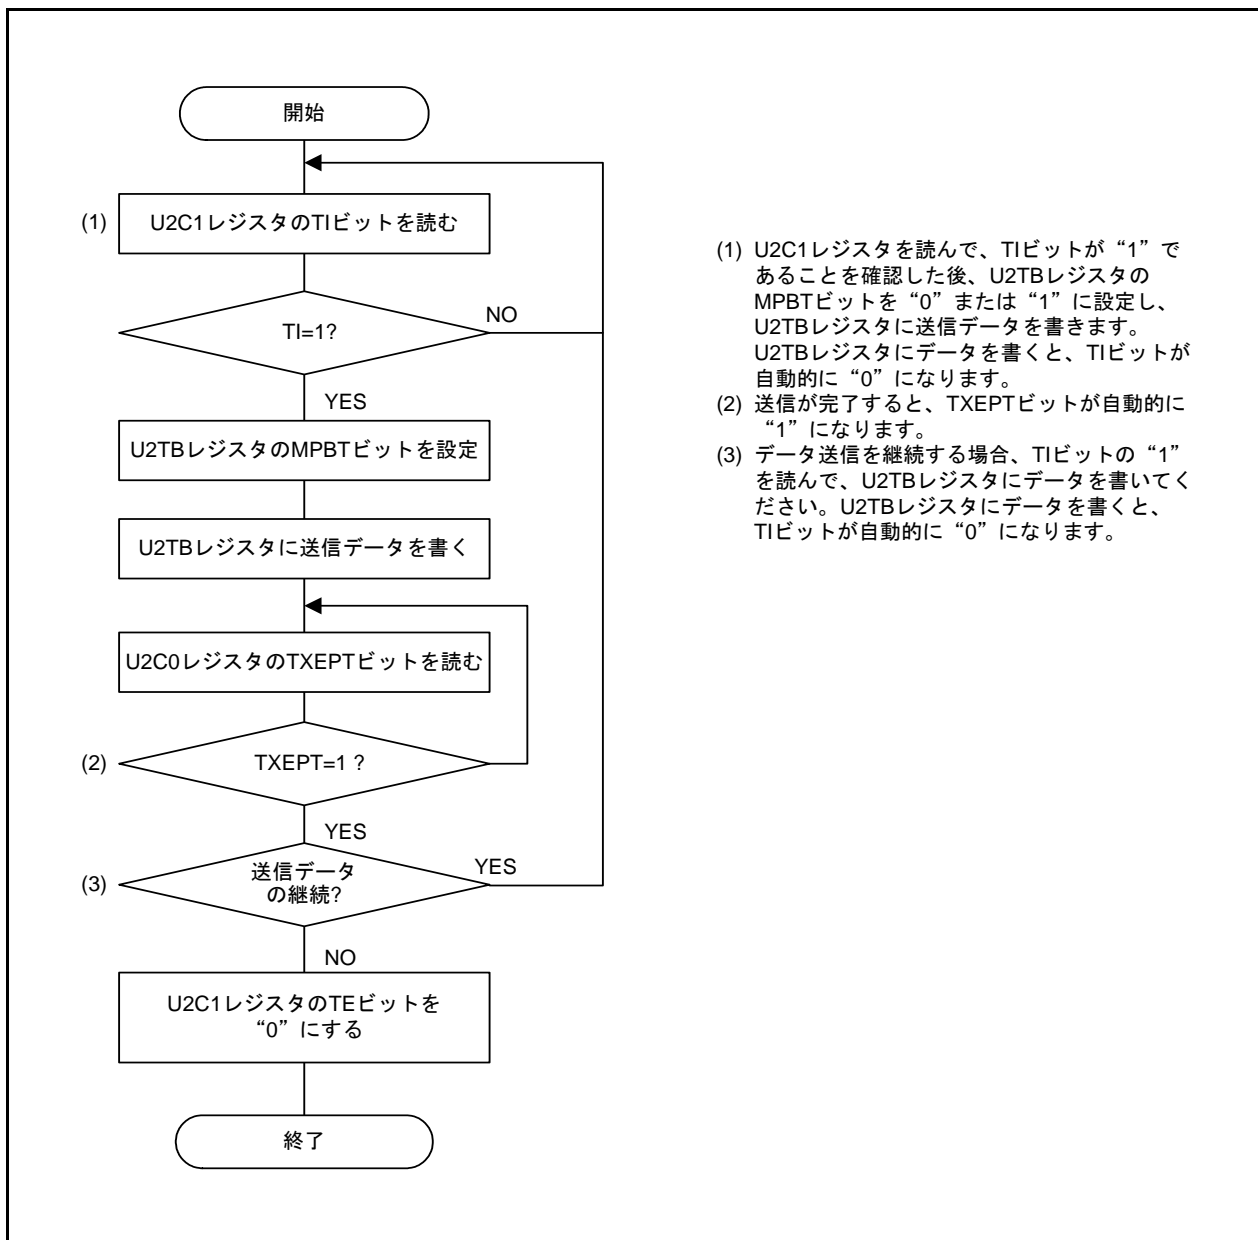 開始
(1)
U2C1レジスタのTIビットを読む
TI=1?
NO
YES
U2TBレジスタのMPBTビットを設定
U2TBレジスタに送信データを書く
U2C0レジスタのTXEPTビットを読む
(2)
TXEPT=1 ?
YES
(3)
送信データ
の継続?
YES
NO
U2C1レジスタのTEビットを
“0”にする
終了
(1) U2C1レジスタを読んで、TIビットが“1”で
あることを確認した後、U2TBレジスタの
MPBTビットを“0”または“1”に設定し、
U2TBレジスタに送信データを書きます。
U2TBレジスタにデータを書くと、TIビットが
自動的に“0”になります。
(2) 送信が完了すると、TXEPTビットが自動的に
“1”になります。
(3) データ送信を継続する場合、TIビットの“1”
を読んで、U2TBレジスタにデータを書いてく
ださい。U2TBレジスタにデータを書くと、
TIビットが自動的に“0”になります。